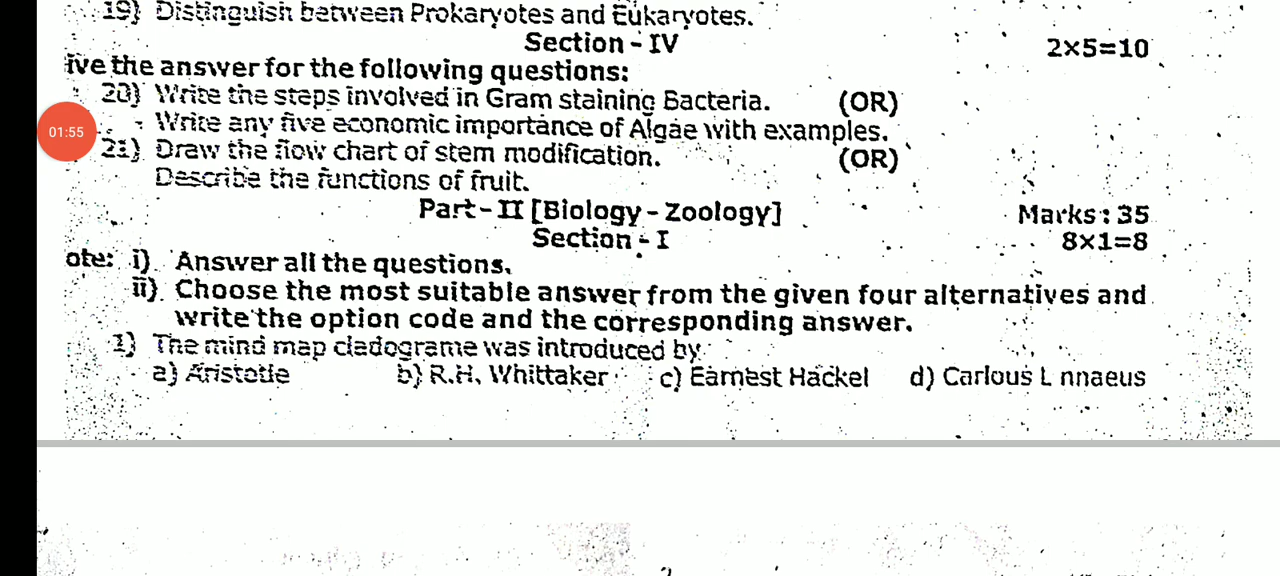 19) Distinguish between Prokaryotes and Eukaryotes.
Section - IV 2×5=10
ive the answer for the following questions:
20) Write the steps involved in Gram staining Bacteria. (OR)
Write any five economic importance of Algae with examples.
01:55
21) Draw the flow chart of stem modification. (OR)
Describe the functions of fruit.
Part - II [Biology - Zoology] Marks : 35
Section - I 8×1=8
ote: i) Answer all the questions.
ii) Choose the most suitable answer from the given four alternatives and
write the option code and the corresponding answer.
1) The mind map cladograme was introduced by
a) Aristotle b) R.H. Whittaker c) Earnest Hackel d) Carlous L nnaeus